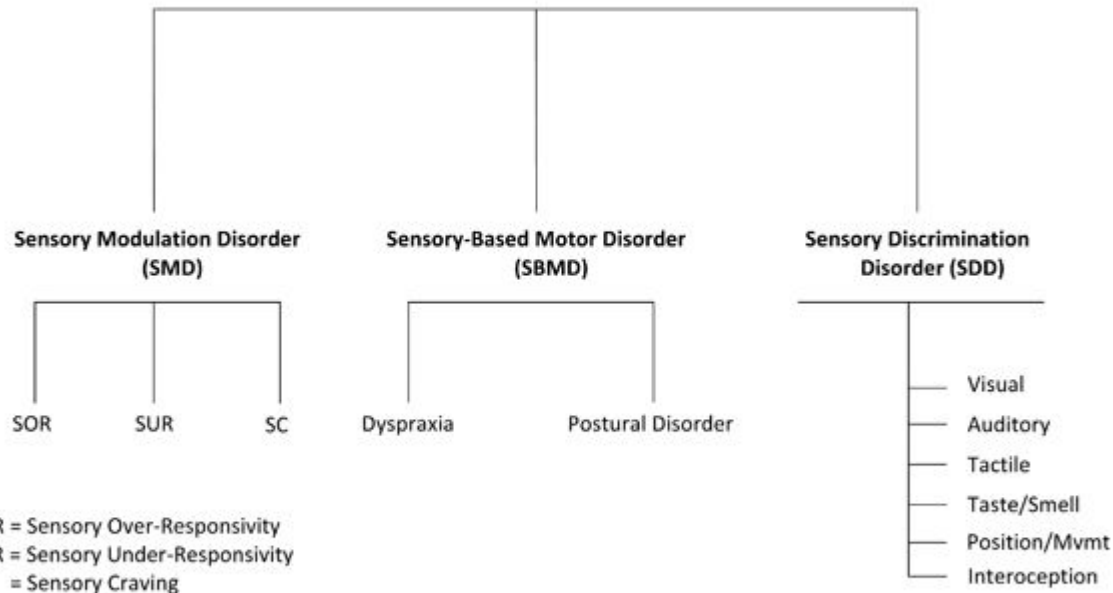 Sensory Modulation Disorder
(SMD)
Sensory-Based Motor Disorder
(SBMD)
Sensory Discrimination
Disorder (SDD)
SOR
SUR
SC
Dyspraxia
Postural Disorder
Visual
Auditory
Tactile
Taste/Smell
Position/Mvmt
Interoception
R = Sensory Over-Responsivity
R = Sensory Under-Responsivity
= Sensory Craving